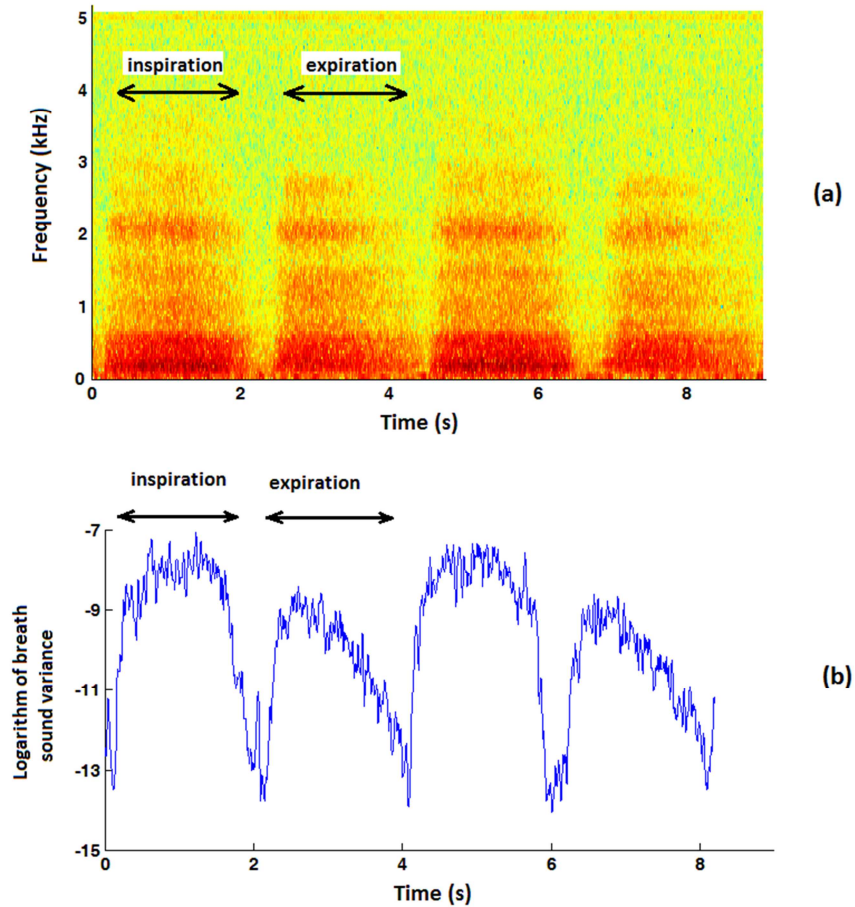 5
inspiration expiration
4
3
Frequency (kHz)
(a)
2
1
0
0 2 4 6 8
Time (s)
inspiration expiration
-7
-9
Logarithm of breath
sound variance
-11
(b)
-13
-15
0 2 4 6 8
Time (s)